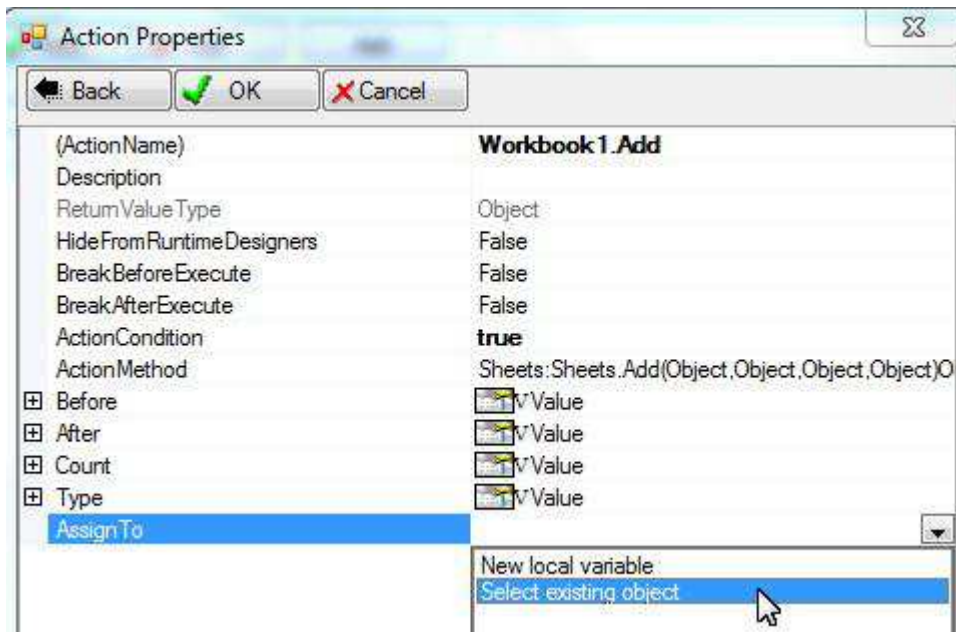 Action Properties
Back OK Cancel
(ActionName) Workbook1.Add
Description
ReturnValueType Object
HideFromRuntimeDesigners False
BreakBeforeExecute False
BreakAfterExecute False
ActionCondition true
ActionMethod Sheets:Sheets.Add(Object,Object,Object,Object)O
Before V Value
After V Value
Count V Value
Type V Value
AssignTo
New local variable
Select existing object